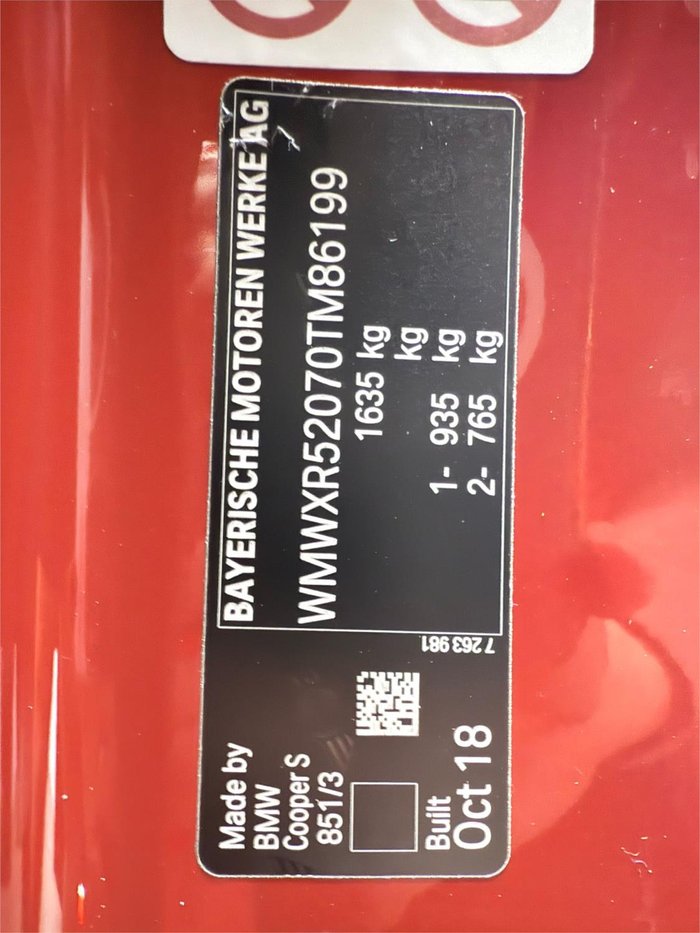 BAYERISCHE MOTOREN WERKE AG
WMWXR52070TM86199
1635 kg
kg
1- 935 kg
2- 765 kg
7 263 981
Made by
BMW
Cooper S
851/3
Built
Oct 18